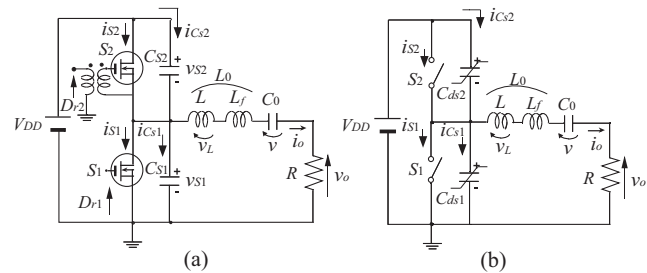 iCs2
iS2
S2
CS2
+
-
vS2
Dr2
L0
L
Lf
C0
VDD
iS1
iCs1
vL
v
io
S1
CS1
+
-
vS1
R
vo
Dr1
(a)
iCs2
iS2
S2
+
-
Cds2
L0
L
Lf
C0
VDD
iS1
iCs1
vL
v
io
S1
+
-
Cds1
R
vo
(b)